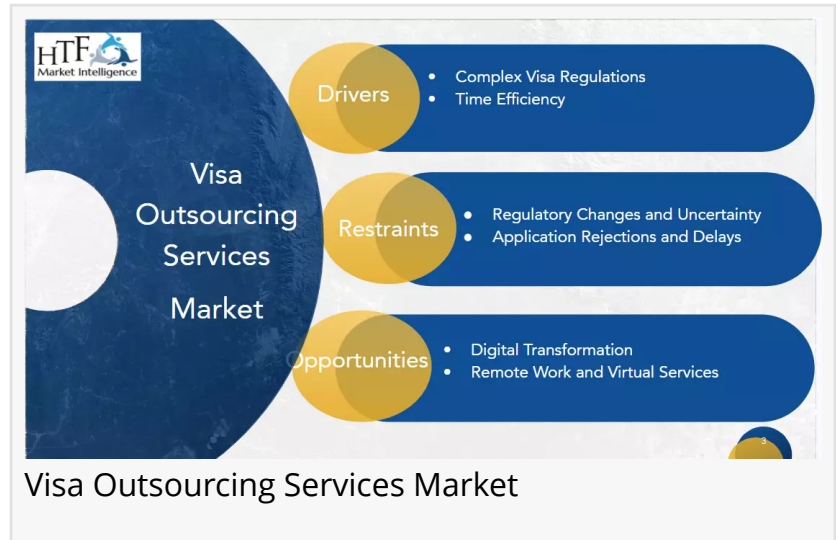 HTF
Market Intelligence
Visa
Outsourcing
Services
Market
Drivers
• Complex Visa Regulations
• Time Efficiency
Restraints
• Regulatory Changes and Uncertainty
• Application Rejections and Delays
Opportunities
• Digital Transformation
• Remote Work and Virtual Services
3
Visa Outsourcing Services Market